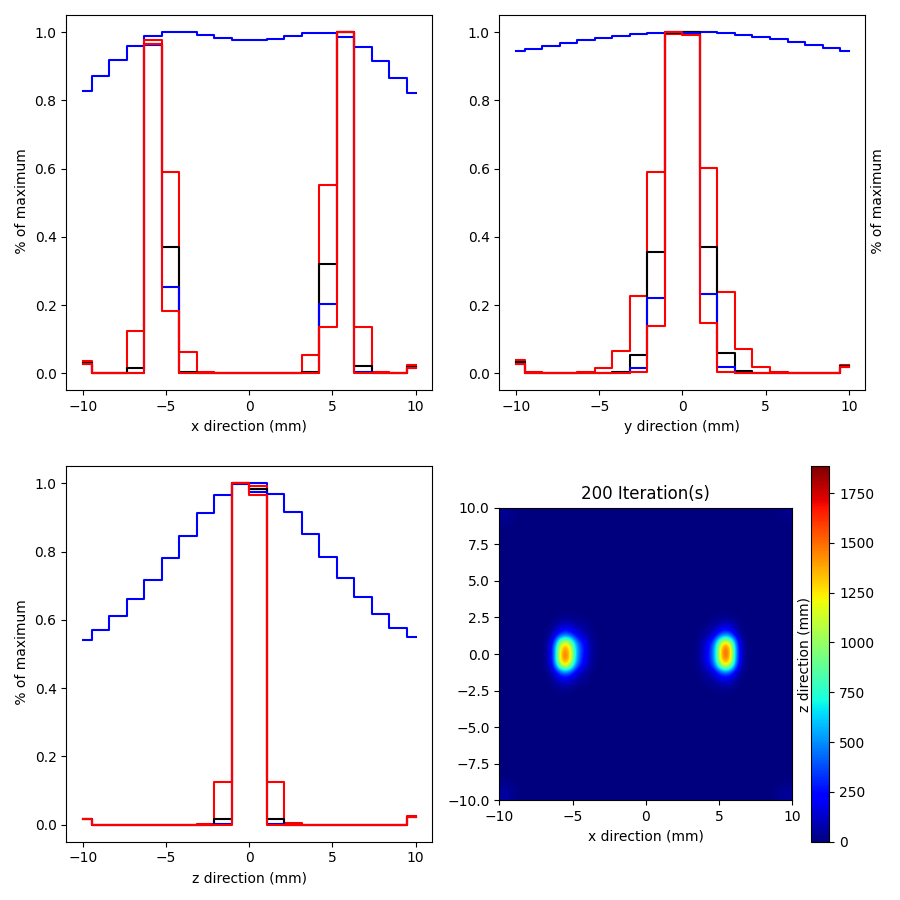 1.0
0.8
0.6
0.4
0.2
0.0
% of maximum
−10 −5 0 5 10
x direction (mm)
1.0
0.8
0.6
0.4
0.2
0.0
% of maximum
−10 −5 0 5 10
y direction (mm)
% of maximum
1.0
0.8
0.6
0.4
0.2
0.0
% of maximum
−10 −5 0 5 10
z direction (mm)
200 Iteration(s)
10.0
7.5
5.0
2.5
0.0
−2.5
−5.0
−7.5
−10.0
−10 −5 0 5 10
x direction (mm)
z direction (mm)
1750
1500
1250
1000
750
500
250
0